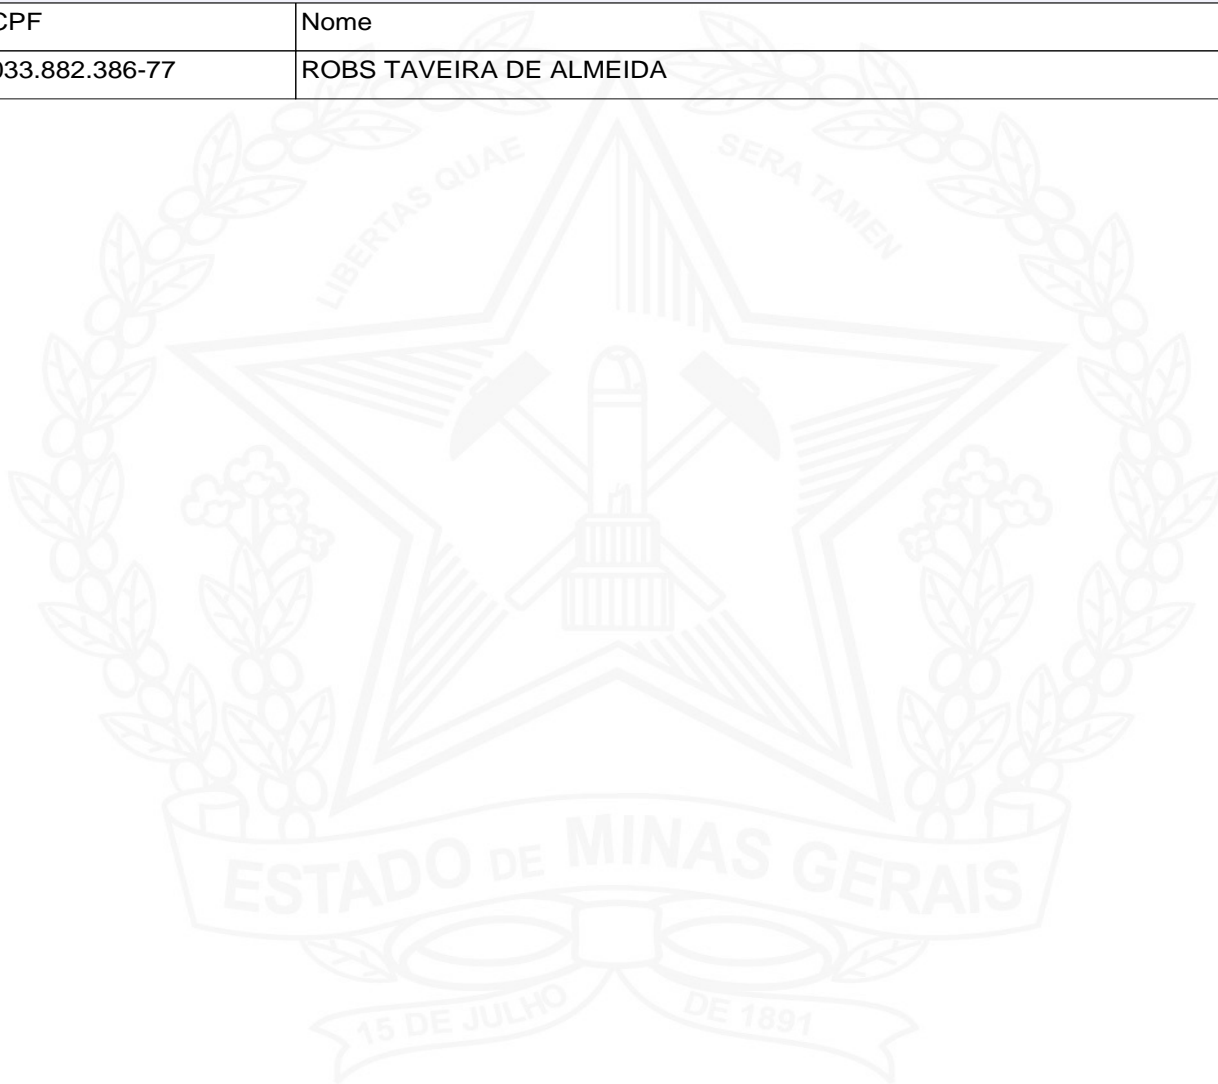 CPF Nome
033.882.386-77 ROBS TAVEIRA DE ALMEIDA
LIBERTAS QUAE SERA TAMEN
ESTADO DE MINAS GERAIS
15 DE JULHO DE 1891